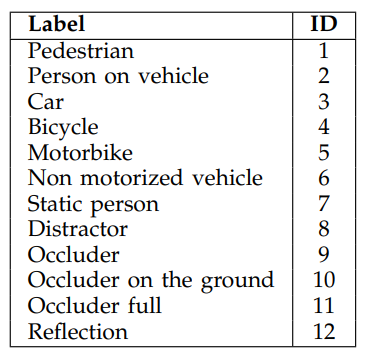 Label ID
Pedestrian 1
Person on vehicle 2
Car 3
Bicycle 4
Motorbike 5
Non motorized vehicle 6
Static person 7
Distractor 8
Occluder 9
Occluder on the ground 10
Occluder full 11
Reflection 12